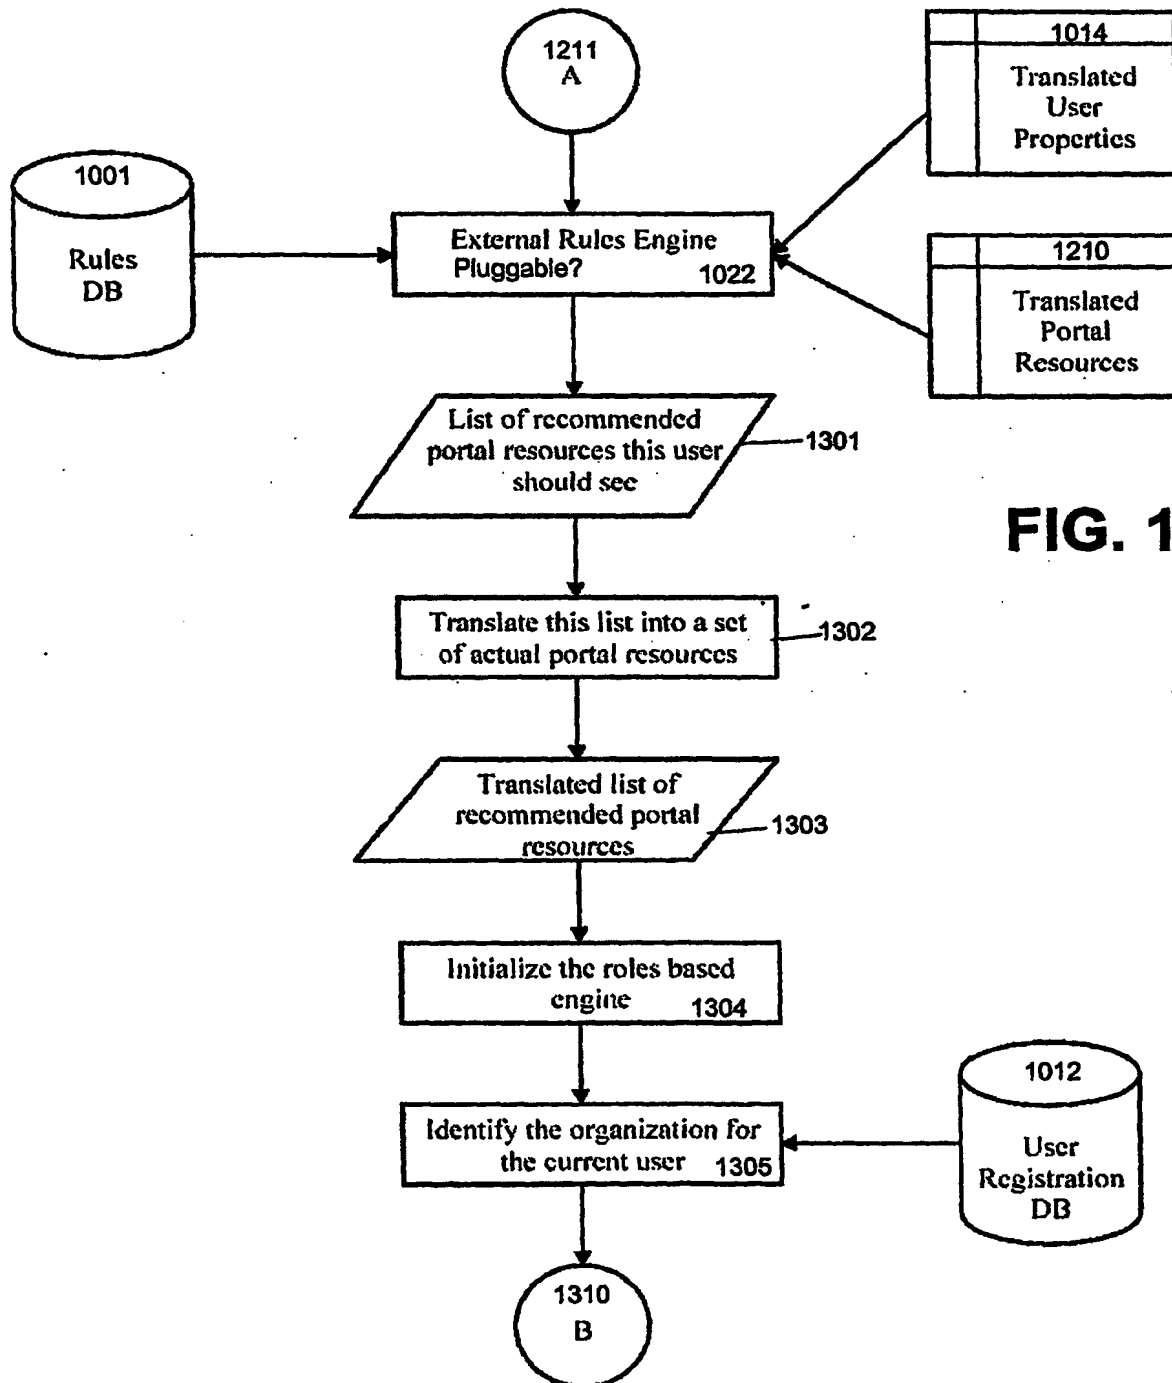 1211
A
1014
Translated
User
Properties
1001
Rules
DB
External Rules Engine
Pluggable?
1022
1210
Translated
Portal
Resources
List of recommended
portal resources this user
should see
1301
FIG. 1
Translate this list into a set
of actual portal resources
1302
Translated list of
recommended portal
resources
1303
Initialize the roles based
engine
1304
1012
User
Registration
DB
Identify the organization for
the current user
1305
1310
B